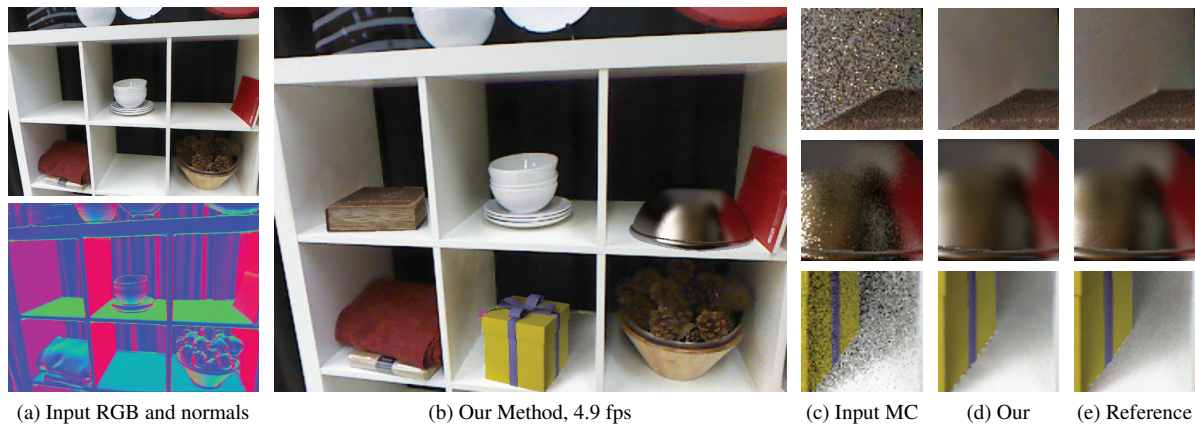 (a) Input RGB and normals
(b) Our Method, 4.9 fps
(c) Input MC
(d) Our
(e) Reference